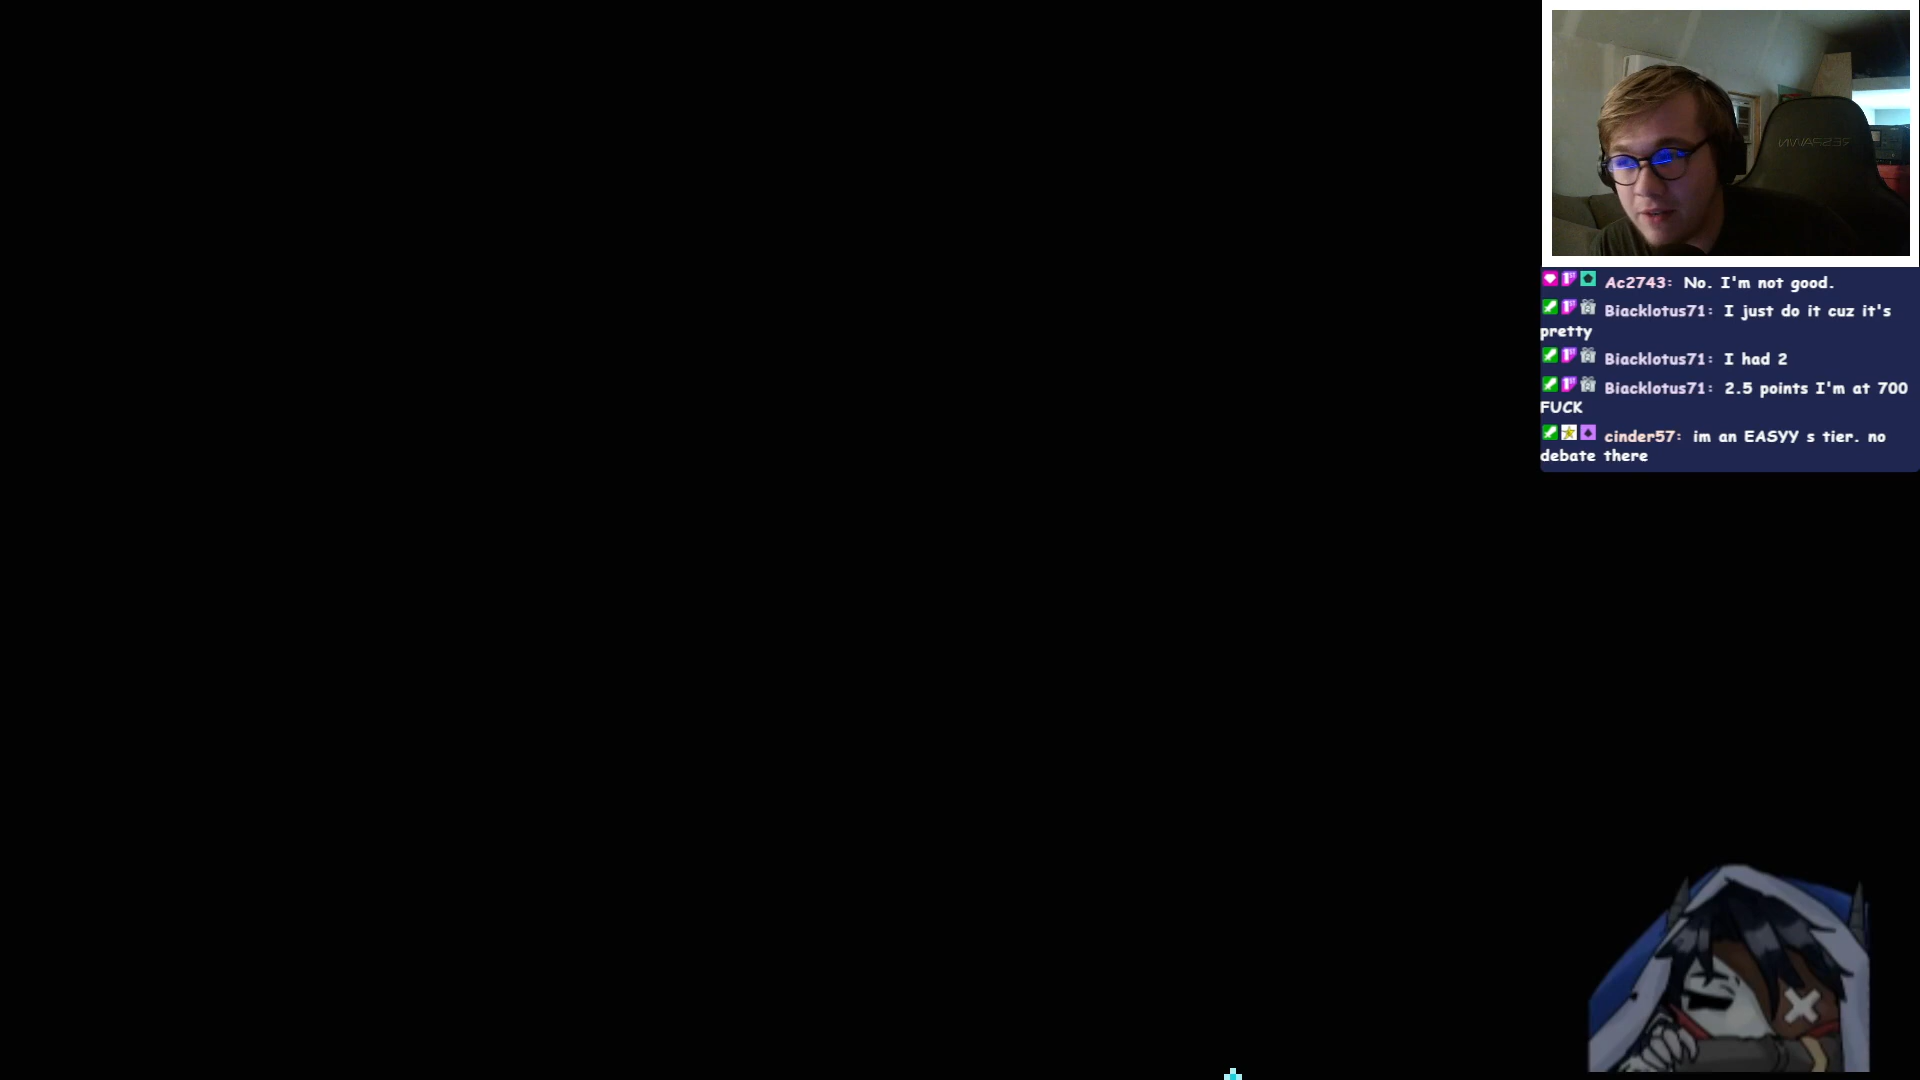 Ac2743: No. I'm not good.
Biacklotus71: I just do it cuz it's
pretty
Biacklotus71: I had 2
Biacklotus71: 2.5 points I'm at 700
FUCK
cinder57: im an EASYY s tier. no
debate there